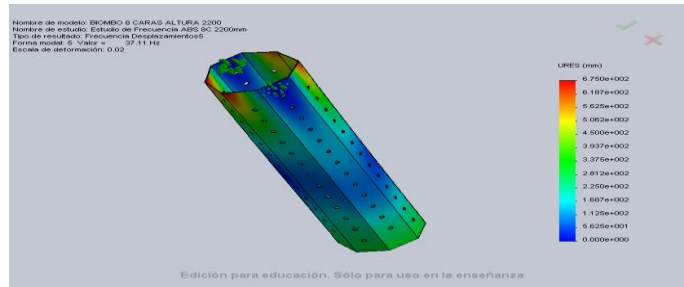 Nombre de modelo: BIOMBO 8 CARAS ALTURA 2200
Nombre de estudio: Estudio de Frecuencia ABS 8C 2200mm
Tipo de resultado: Frecuencia Desplazamientos5
Forma modal: 5 Valor = 37.11 Hz
Escala de deformación: 0.02
URES (mm)
6.750e+002
6.187e+002
5.625e+002
5.062e+002
4.500e+002
3.937e+002
3.375e+002
2.812e+002
2.250e+002
1.687e+002
1.125e+002
5.625e+001
0.000e+000
Edición para educación. Sólo para uso en la enseñanza